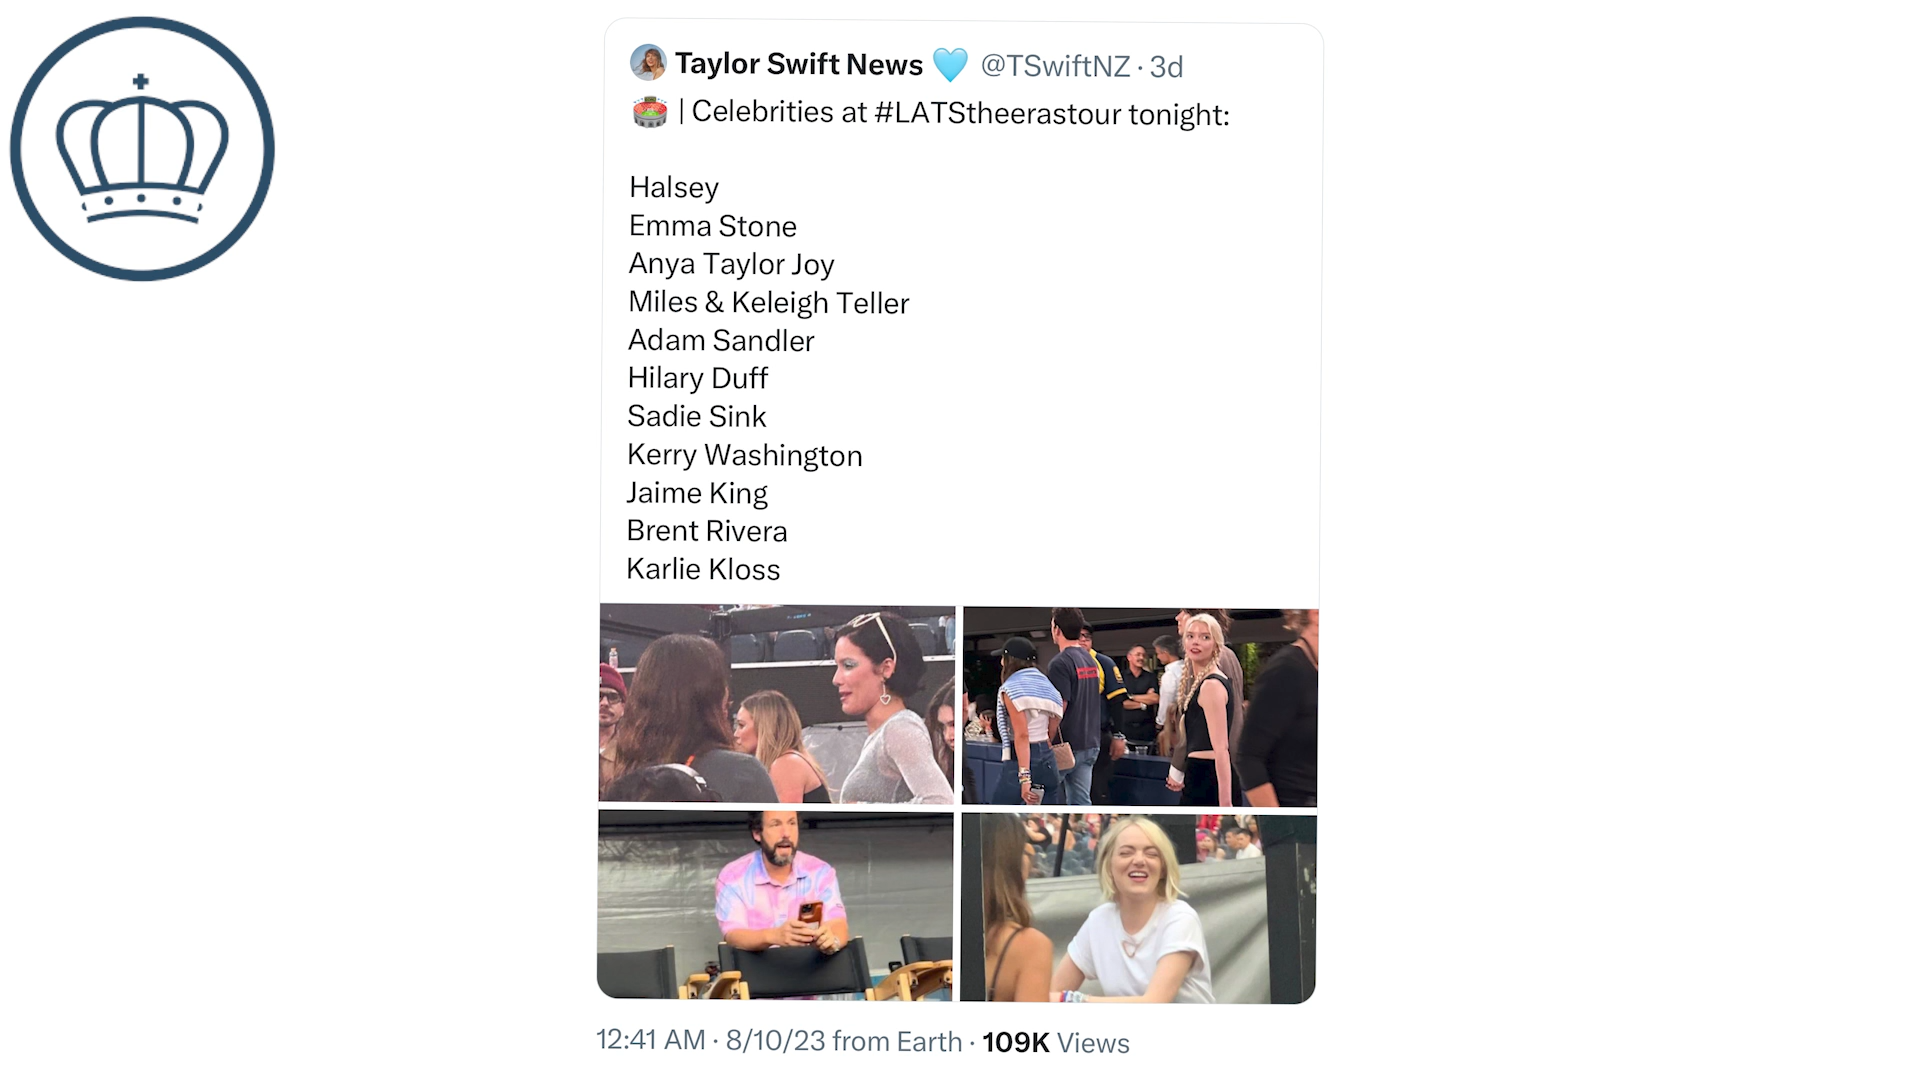 Taylor Swift News 🩵 @TSwiftNZ · 3d
🏟️ | Celebrities at #LATStheerastour tonight:
Halsey
Emma Stone
Anya Taylor Joy
Miles & Keleigh Teller
Adam Sandler
Hilary Duff
Sadie Sink
Kerry Washington
Jaime King
Brent Rivera
Karlie Kloss
12:41 AM · 8/10/23 from Earth · 109K Views